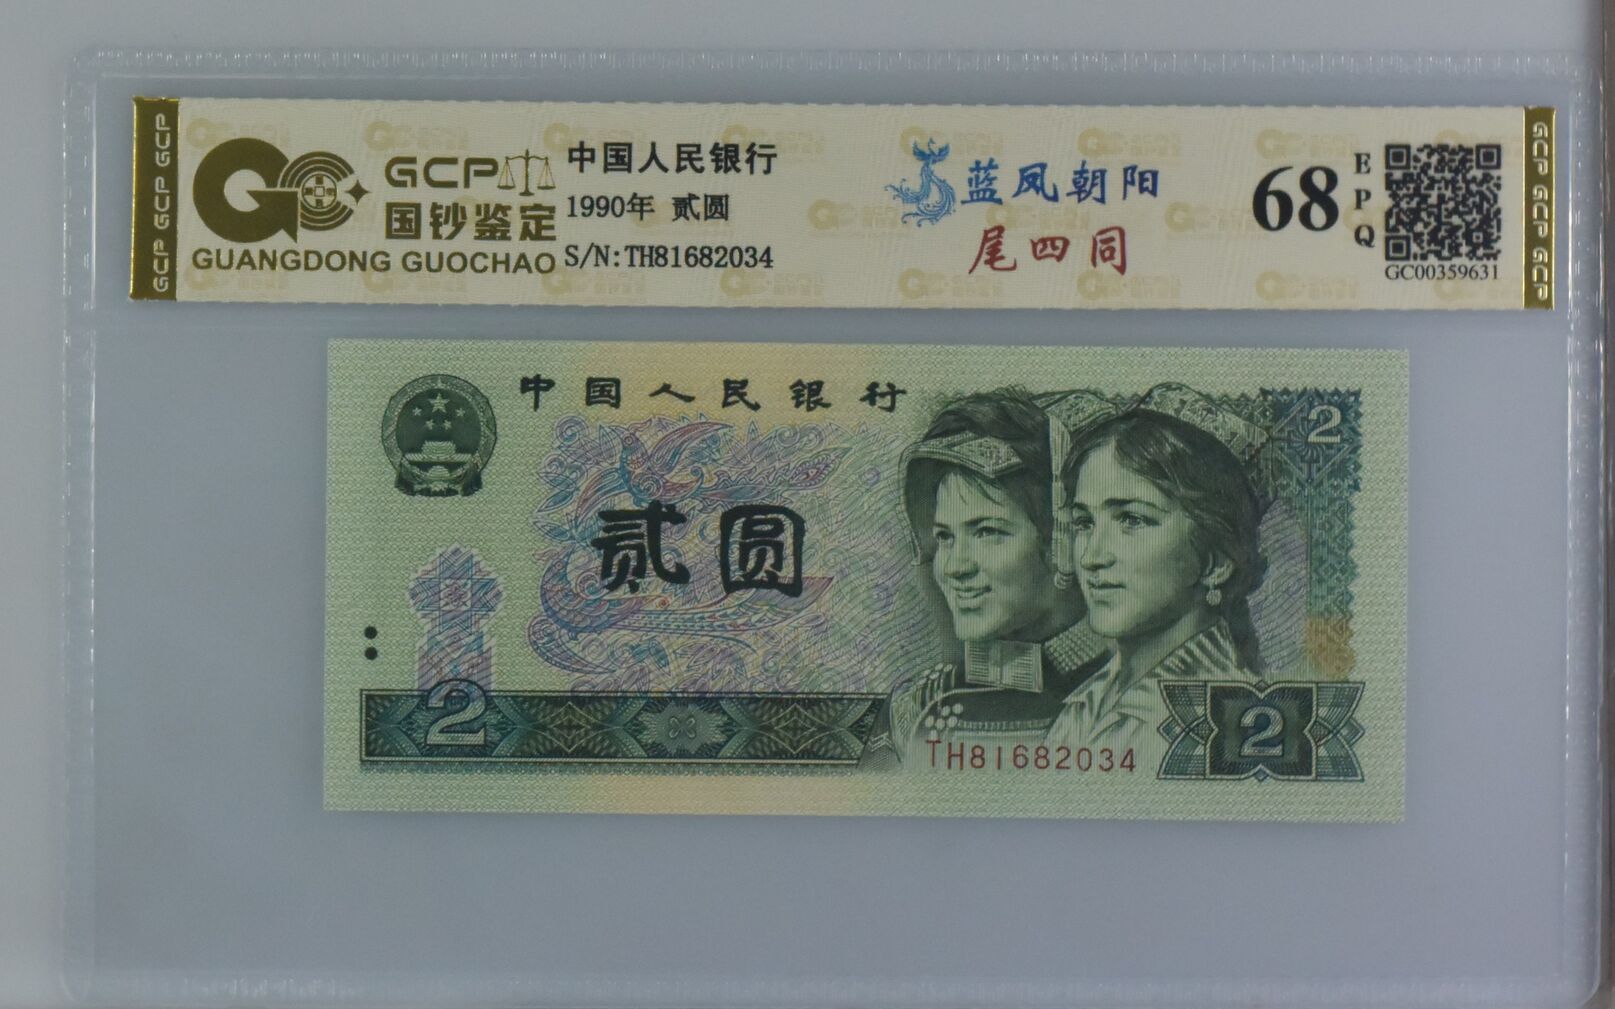 GCP GCP GCP
GCP
国钞鉴定
GUANGDONG GUOCHAO
中国人民银行
1990年 贰圆
S/N:TH81682034
蓝凤朝阳
尾四同
68
EPQ
GC00359631
GCP GCP GCP
中国人民银行
2
贰圆
2
TH81682034
2